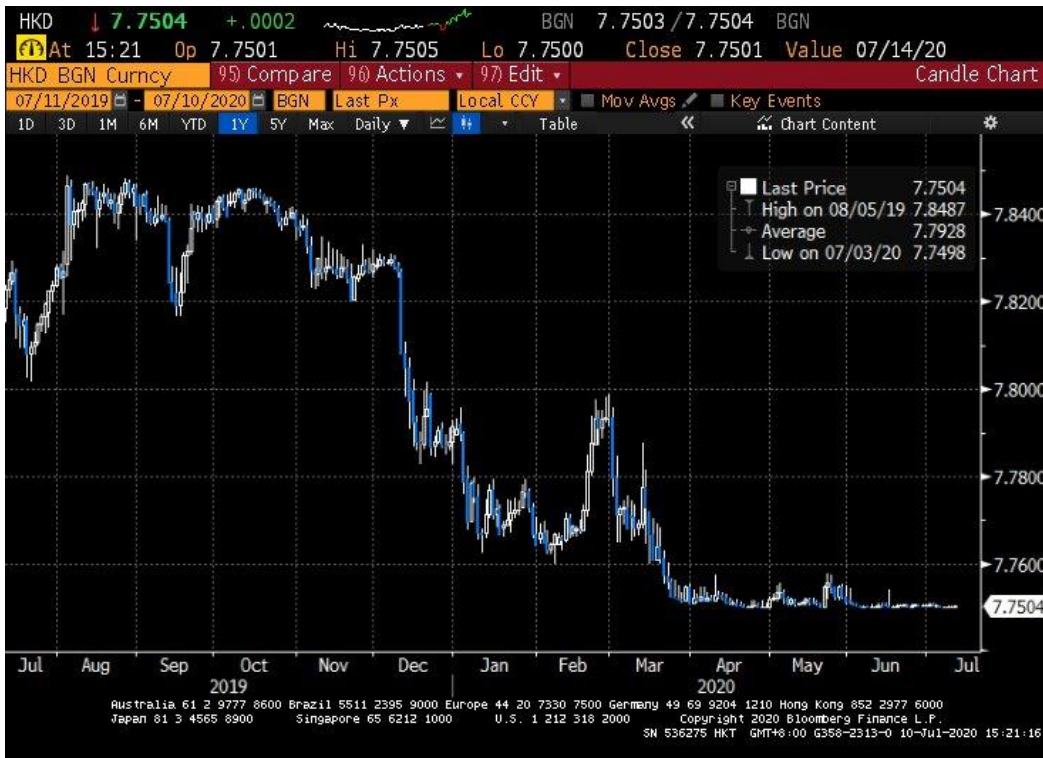 HKD ↓ 7.7504 +.0002 BGN 7.7503/7.7504 BGN
At 15:21 Op 7.7501 Hi 7.7505 Lo 7.7500 Close 7.7501 Value 07/14/20
HKD BGN Curncy 95) Compare 96) Actions 97) Edit Candle Chart
07/11/2019 - 07/10/2020 BGN Last Px Local CCY Mov Avgs Key Events
1D 3D 1M 6M YTD 1Y 5Y Max Daily ▼ Table « Chart Content
Last Price 7.7504
High on 08/05/19 7.8487
Average 7.7928
Low on 07/03/20 7.7498
7.8400
7.8200
7.8000
7.7800
7.7600
7.7504
Jul Aug Sep Oct Nov Dec Jan Feb Mar Apr May Jun Jul
2019 2020
Australia 61 2 9777 8600 Brazil 5511 2395 9000 Europe 44 20 7330 7500 Germany 49 69 9204 1210 Hong Kong 852 2977 6000
Japan 81 3 4565 8900 Singapore 65 6212 1000 U.S. 1 212 318 2000 Copyright 2020 Bloomberg Finance L.P.
SN 536275 HKT GMT+8:00 G358-2313-0 10-Jul-2020 15:21:16